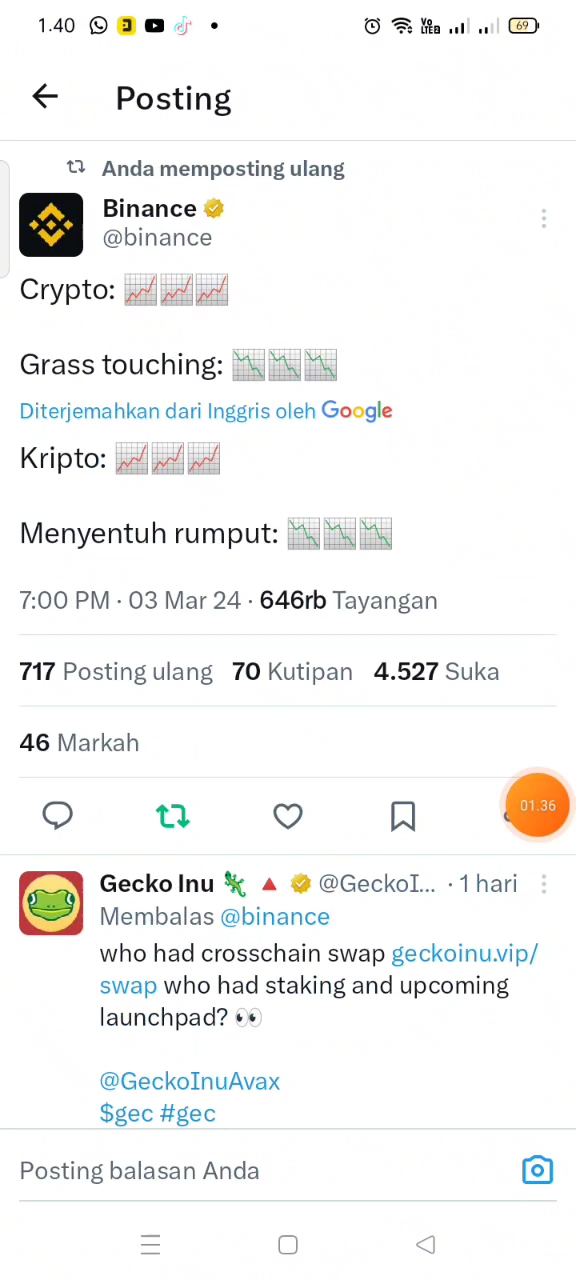 1.40
VO
LTE2
69
Posting
Anda memposting ulang
Binance
@binance
Crypto: 📈📈📈
Grass touching: 📉📉📉
Diterjemahkan dari Inggris oleh Google
Kripto: 📈📈📈
Menyentuh rumput: 📉📉📉
7:00 PM · 03 Mar 24 · 646rb Tayangan
717 Posting ulang 70 Kutipan 4.527 Suka
46 Markah
01.36
Gecko Inu 🦎 🔺 @GeckoI... · 1 hari
Membalas @binance
who had crosschain swap geckoinu.vip/
swap who had staking and upcoming
launchpad? 👀
@GeckoInuAvax
$gec #gec
Posting balasan Anda